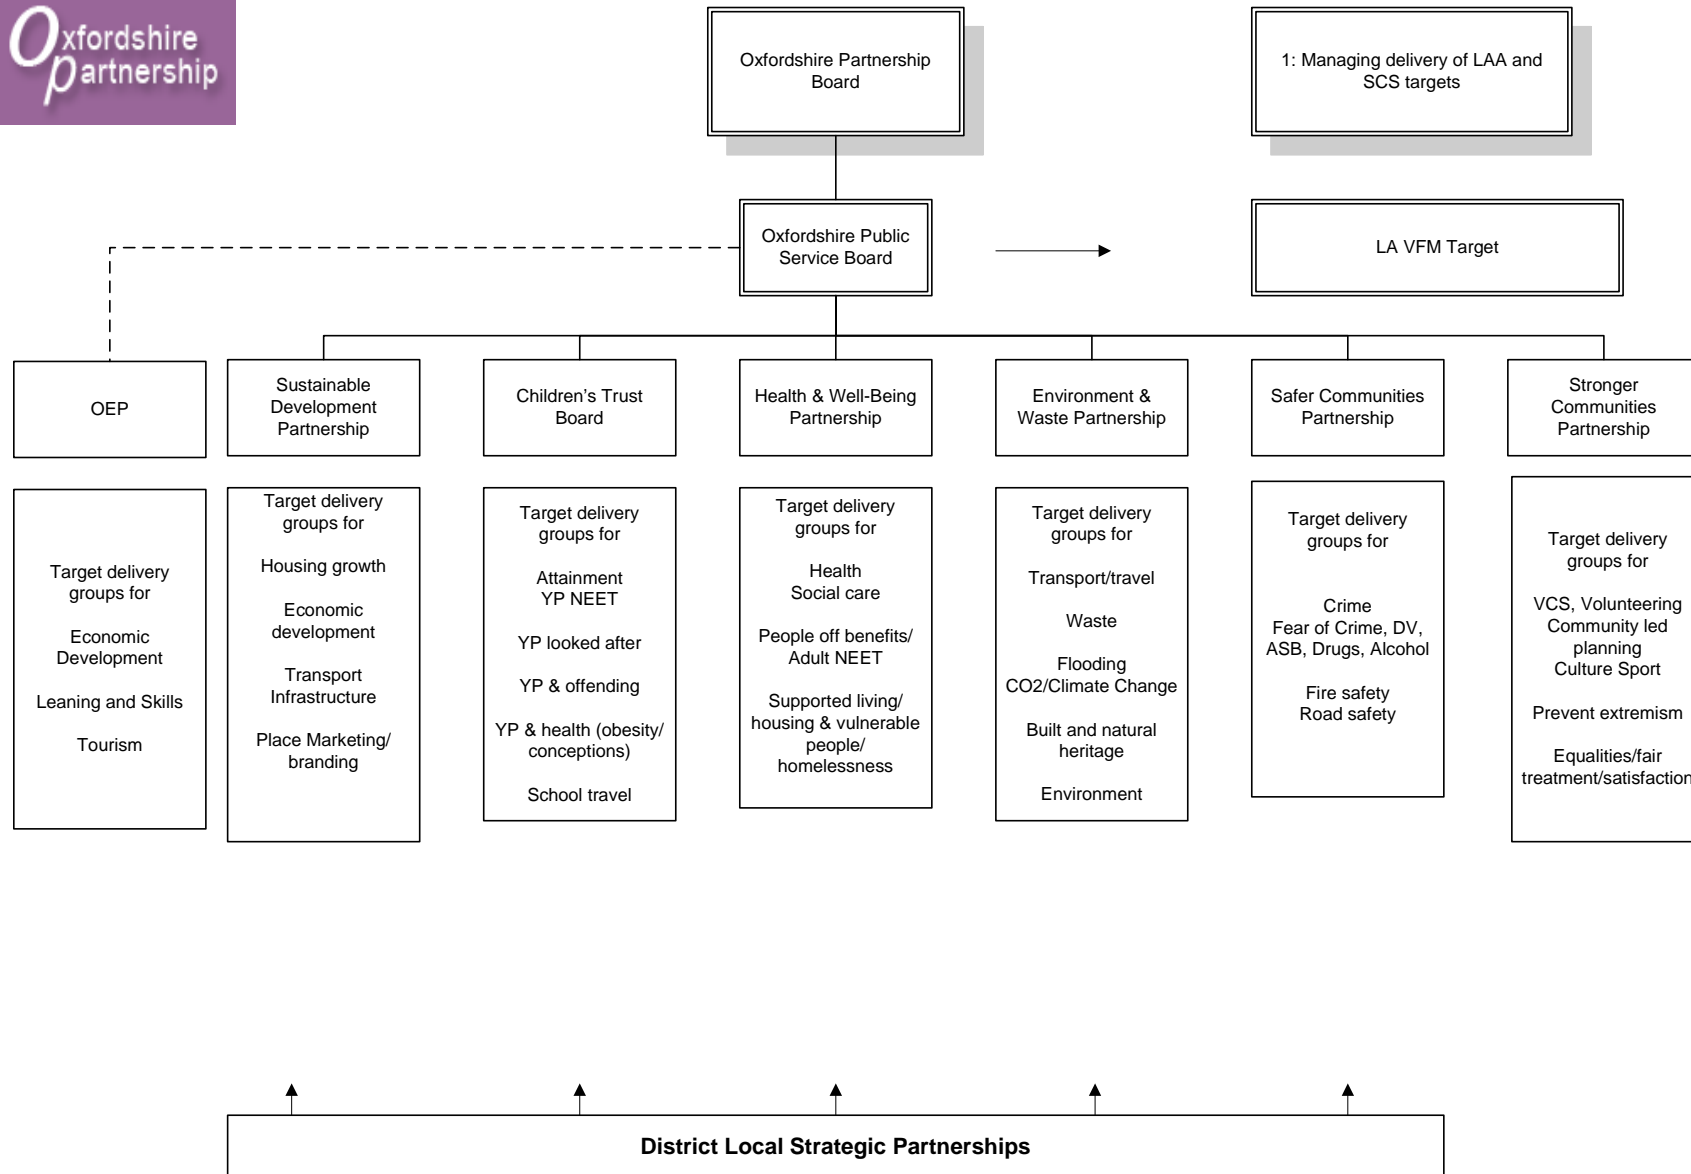 Oxfordshire
Partnership
Oxfordshire Partnership
Board
1: Managing delivery of LAA and
SCS targets
Oxfordshire Public
Service Board
LA VFM Target
OEP
Sustainable
Development
Partnership
Children's Trust
Board
Health & Well-Being
Partnership
Environment &
Waste Partnership
Safer Communities
Partnership
Stronger
Communities
Partnership
Target delivery
groups for
Economic
Development
Leaning and Skills
Tourism
Target delivery
groups for
Housing growth
Economic
development
Transport
Infrastructure
Place Marketing/
branding
Target delivery
groups for
Attainment
YP NEET
YP looked after
YP & offending
YP & health (obesity/
conceptions)
School travel
Target delivery
groups for
Health
Social care
People off benefits/
Adult NEET
Supported living/
housing & vulnerable
people/
homelessness
Target delivery
groups for
Transport/travel
Waste
Flooding
CO2/Climate Change
Built and natural
heritage
Environment
Target delivery
groups for
Crime
Fear of Crime, DV,
ASB, Drugs, Alcohol
Fire safety
Road safety
Target delivery
groups for
VCS, Volunteering
Community led
planning
Culture Sport
Prevent extremism
Equalities/fair
treatment/satisfaction
District Local Strategic Partnerships